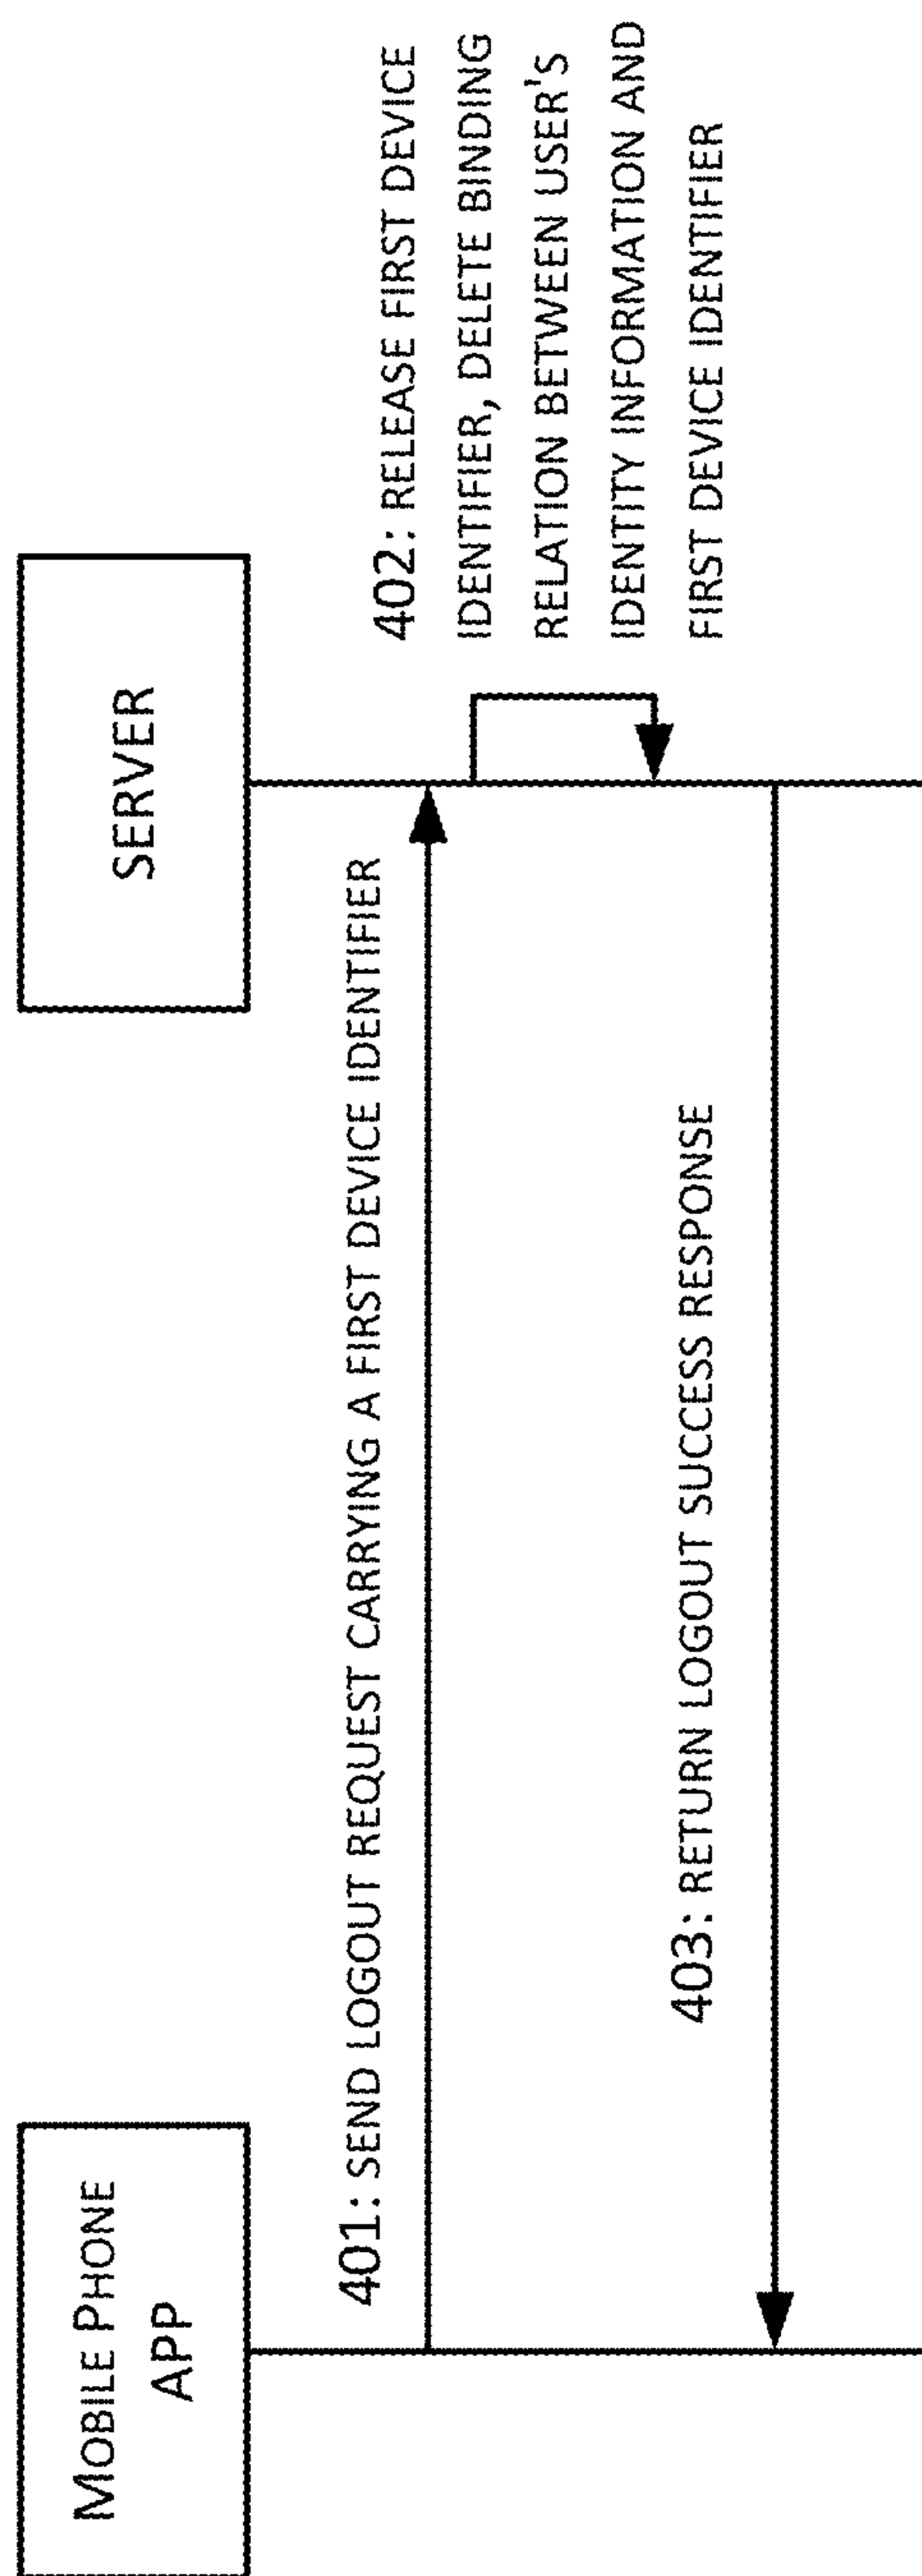 MOBILE PHONE
APP
SERVER
401: SEND LOGOUT REQUEST CARRYING A FIRST DEVICE IDENTIFIER
402: RELEASE FIRST DEVICE
IDENTIFIER, DELETE BINDING
RELATION BETWEEN USER'S
IDENTITY INFORMATION AND
FIRST DEVICE IDENTIFIER
403: RETURN LOGOUT SUCCESS RESPONSE